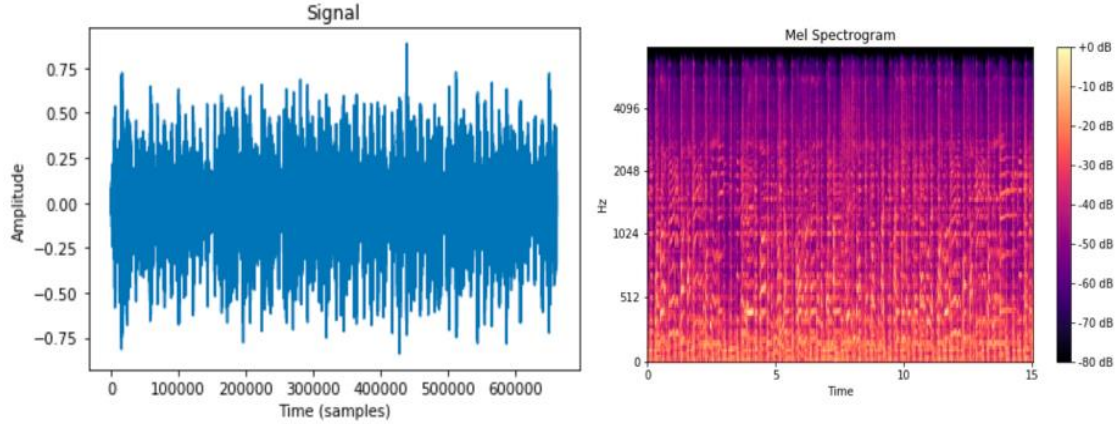 Signal
0.75
0.50
0.25
0.00
−0.25
−0.50
−0.75
Amplitude
0 100000 200000 300000 400000 500000 600000
Time (samples)
Mel Spectrogram
4096
2048
1024
512
0
Hz
0 5 10 15
Time
+0 dB
-10 dB
-20 dB
-30 dB
-40 dB
-50 dB
-60 dB
-70 dB
-80 dB